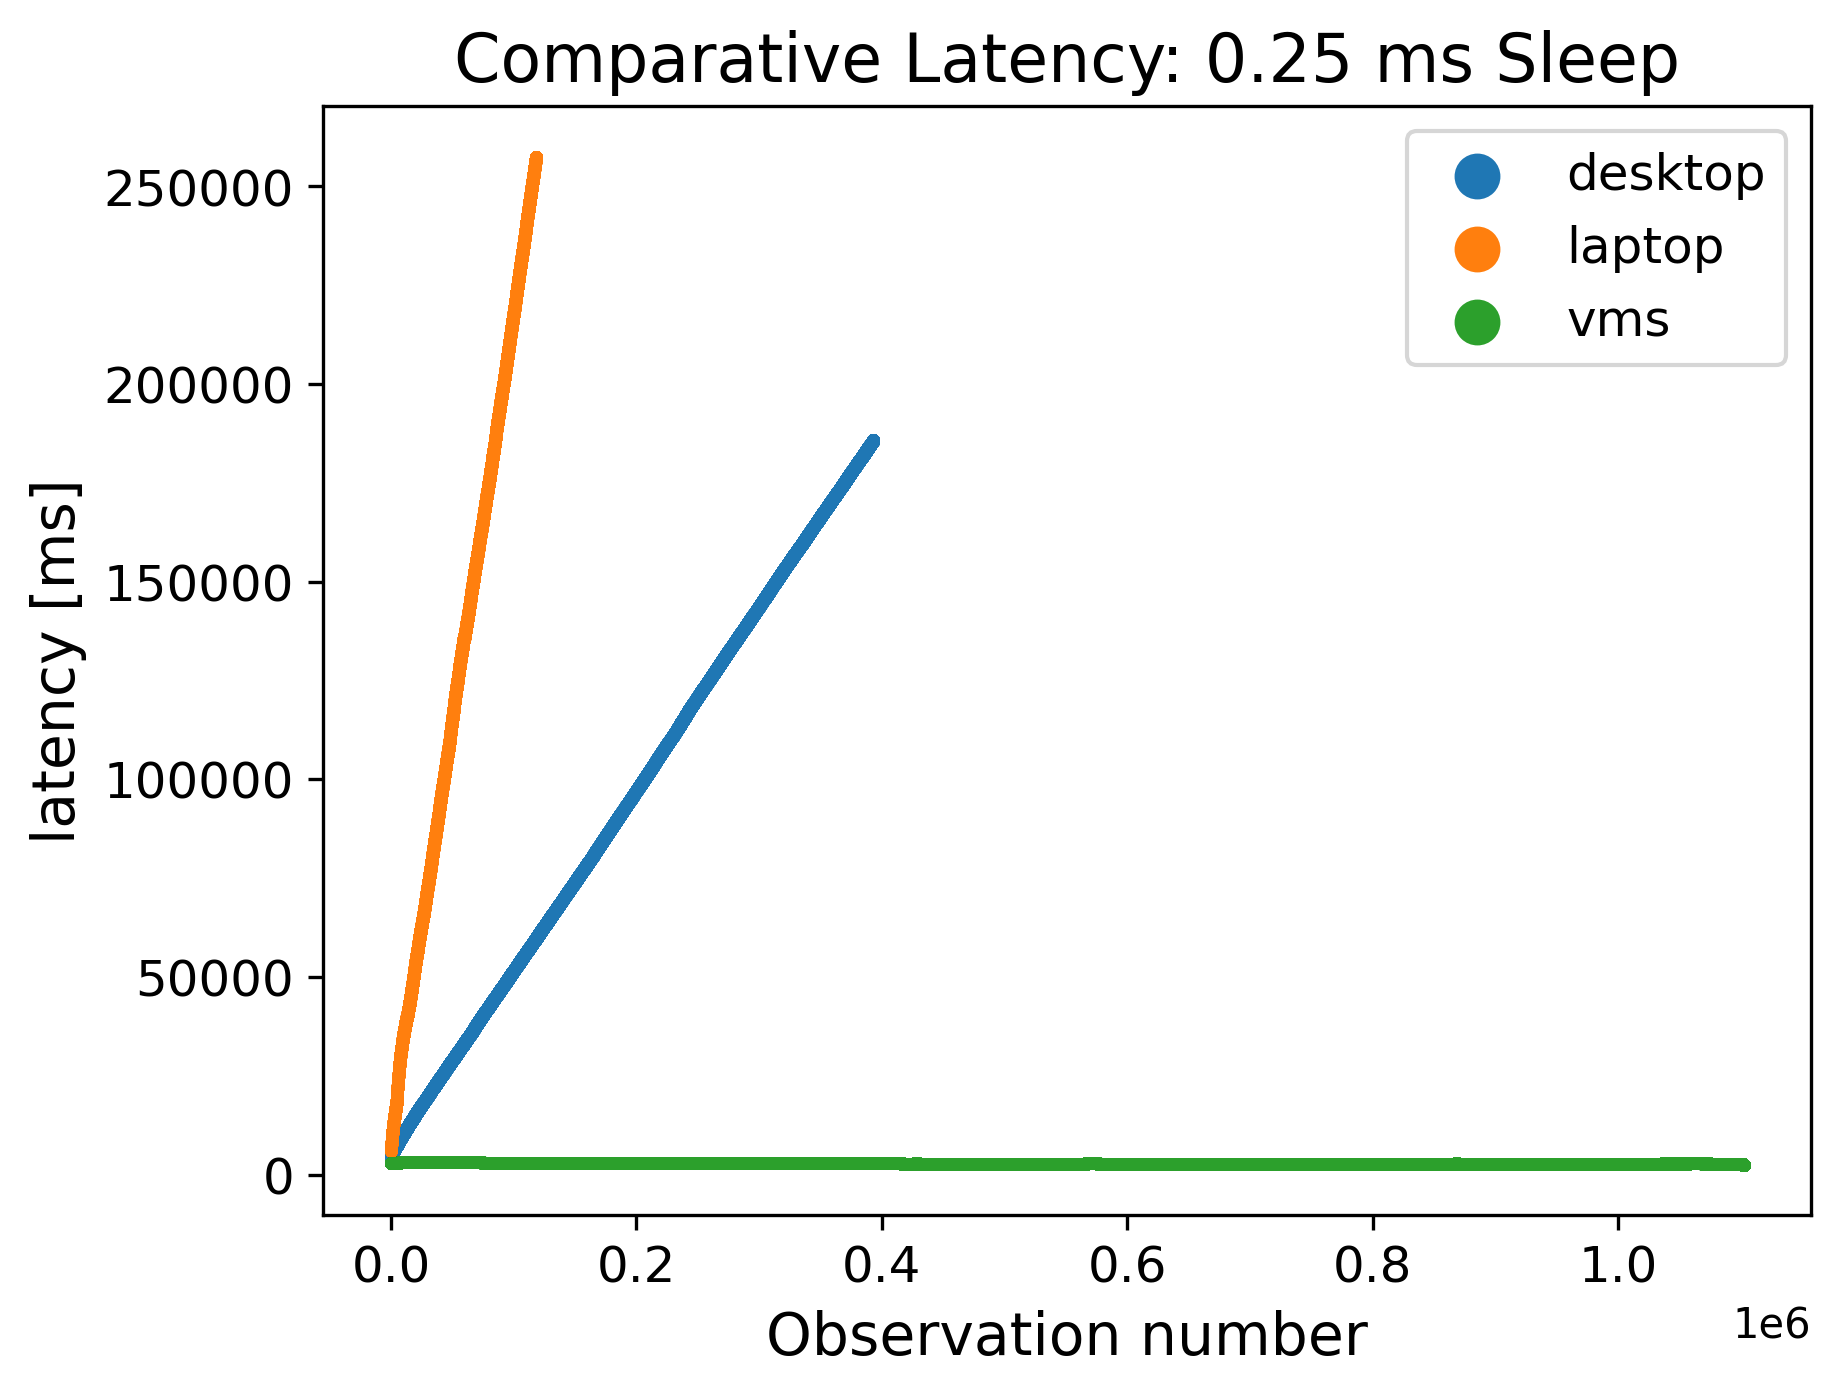 Comparative Latency: 0.25 ms Sleep
desktop
laptop
vms
250000
200000
150000
100000
50000
0
latency [ms]
0.0 0.2 0.4 0.6 0.8 1.0
1e6
Observation number